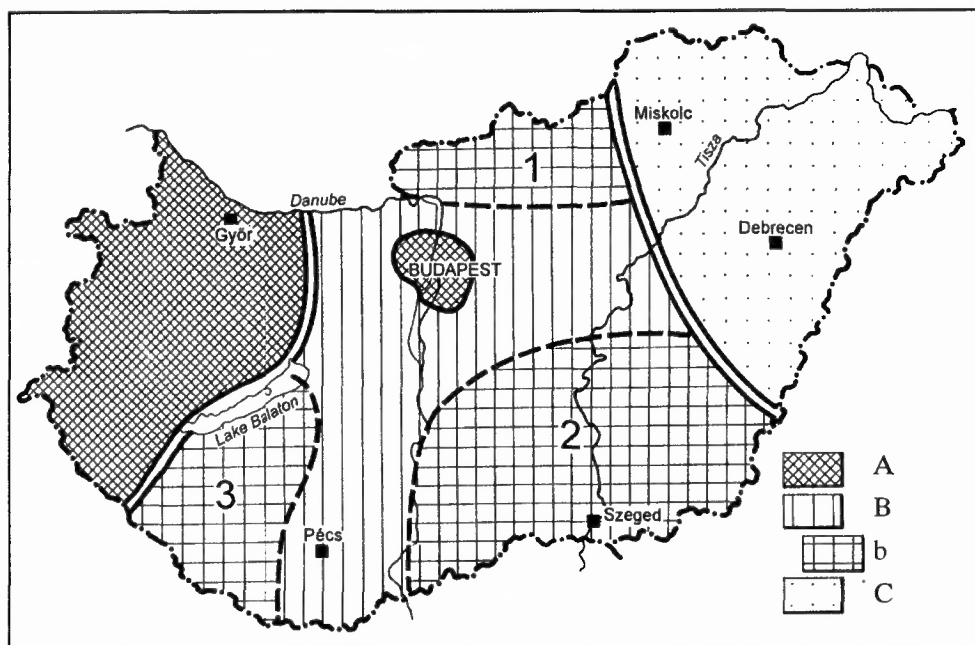 Miskolc
1
Tisza
Danube
Győr
Debrecen
BUDAPEST
Lake Balaton
2
3
Szeged
Pécs
A
B
b
C